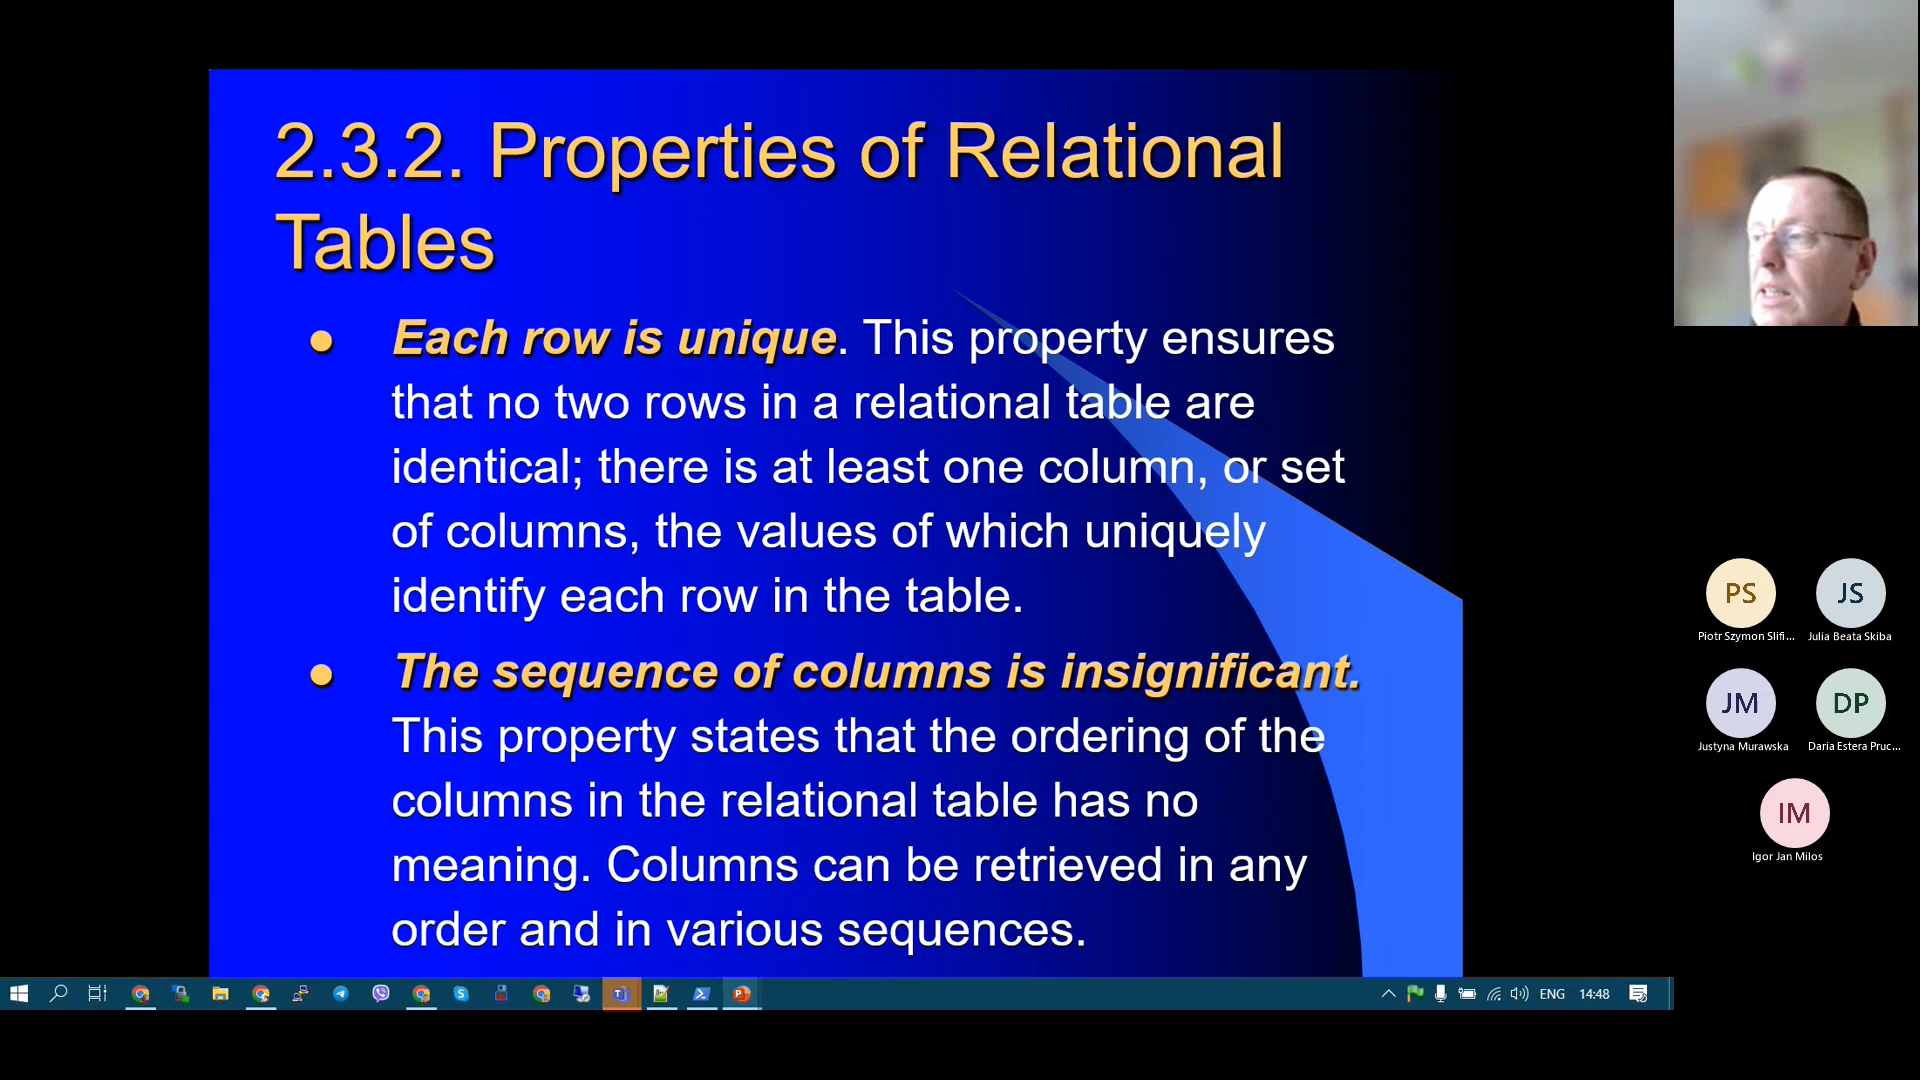 2.3.2. Properties of Relational
Tables
Each row is unique. This property ensures
that no two rows in a relational table are
identical; there is at least one column, or set
of columns, the values of which uniquely
identify each row in the table.
The sequence of columns is insignificant.
This property states that the ordering of the
columns in the relational table has no
meaning. Columns can be retrieved in any
order and in various sequences.
PS
JS
Piotr Szymon Slifi...
Julia Beata Skiba
JM
DP
Justyna Murawska
Daria Estera Pruc...
IM
Igor Jan Milos
ENG
14:48